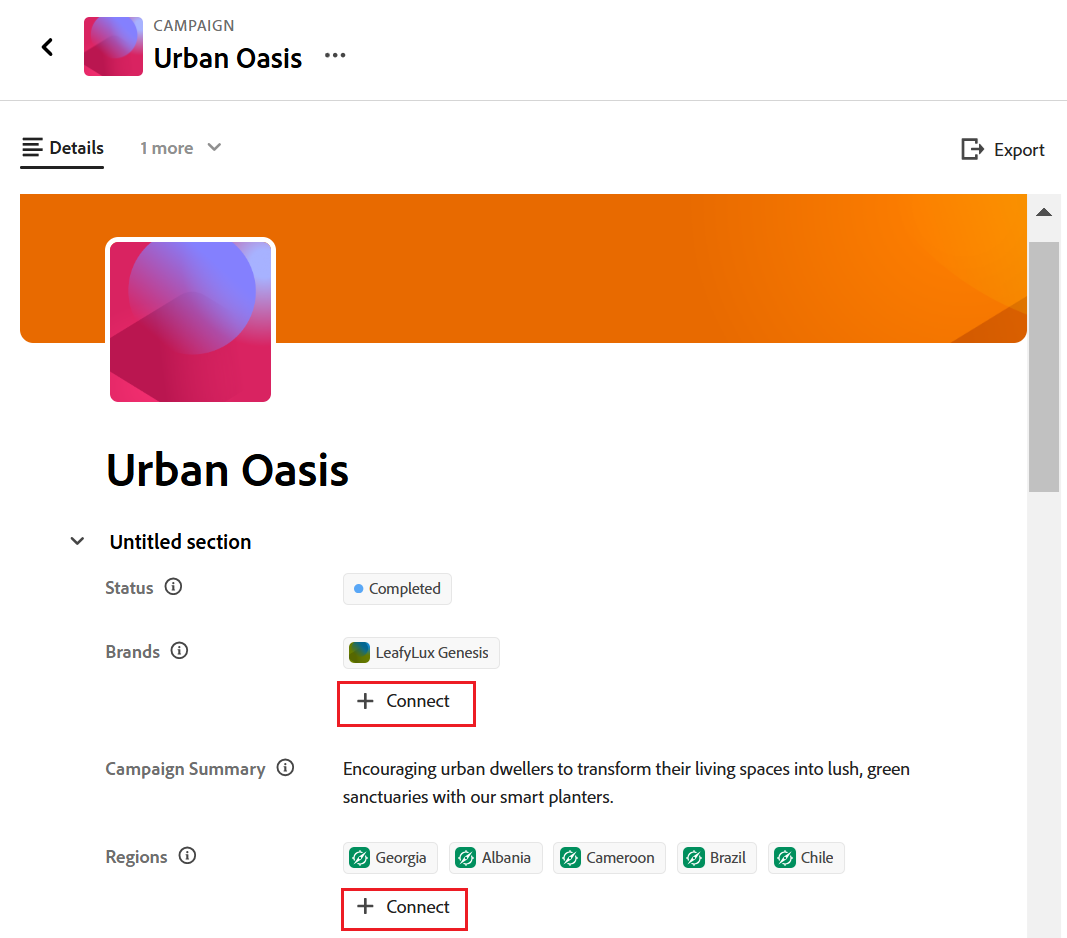 CAMPAIGN
Urban Oasis ...
Details
1 more
Export
Urban Oasis
Untitled section
Status
Completed
Brands
LeafyLux Genesis
+ Connect
Campaign Summary
Encouraging urban dwellers to transform their living spaces into lush, green
sanctuaries with our smart planters.
Regions
Georgia Albania Cameroon Brazil Chile
+ Connect